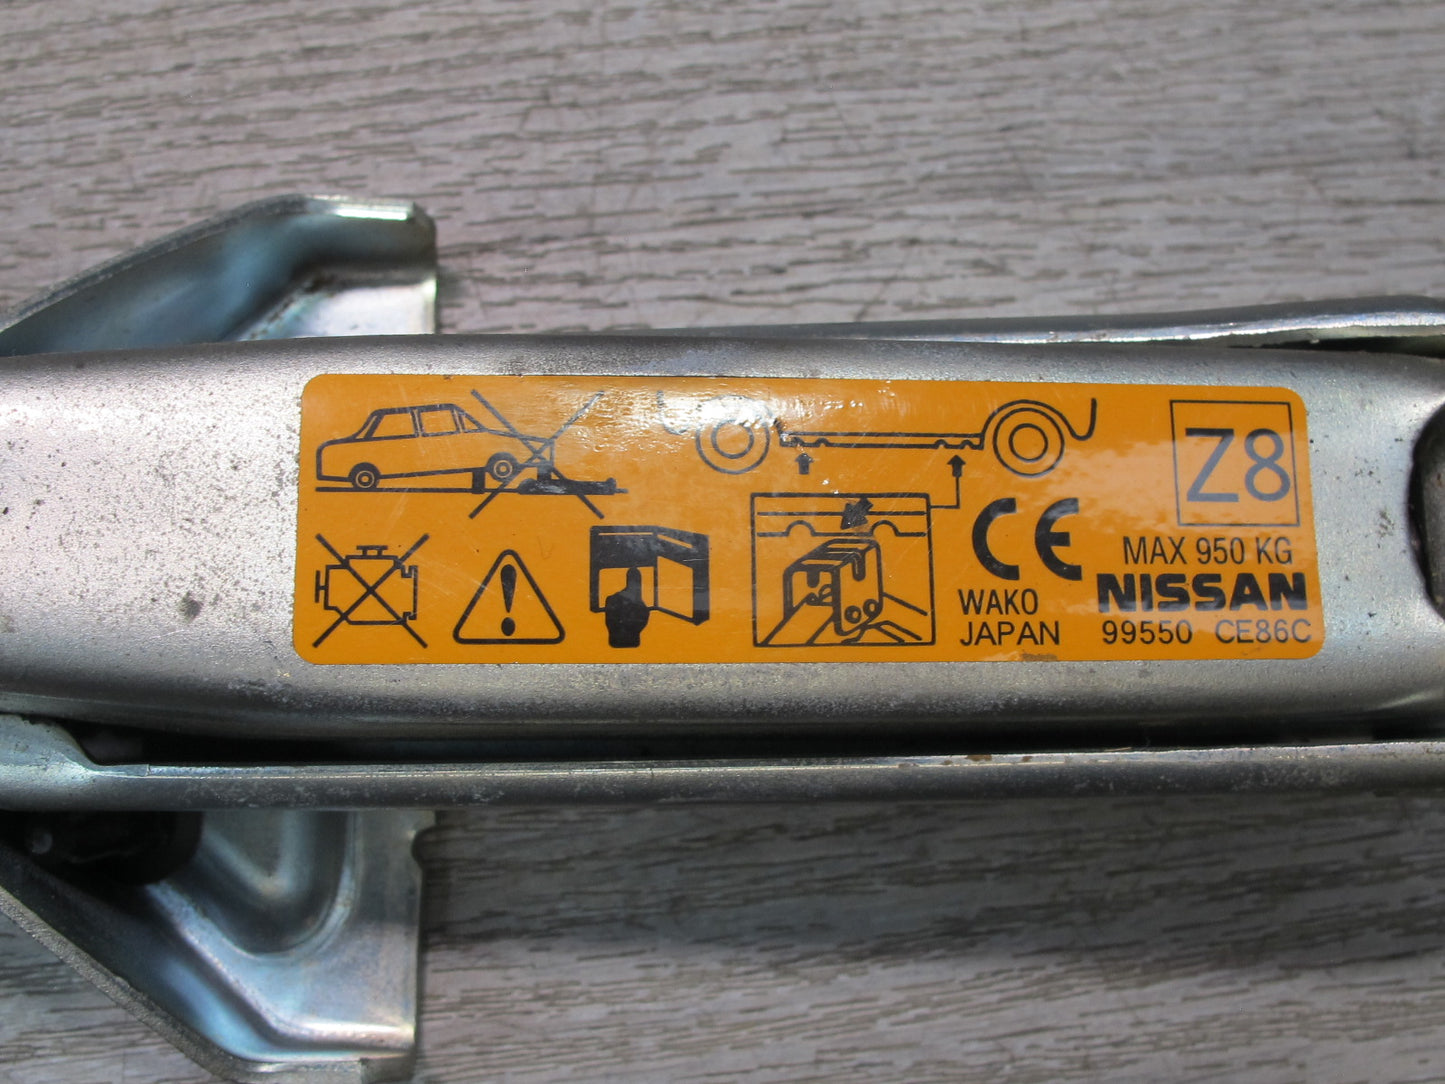 Z8
MAX 950 KG
CE
WAKO
JAPAN
NISSAN
99550 CE86C